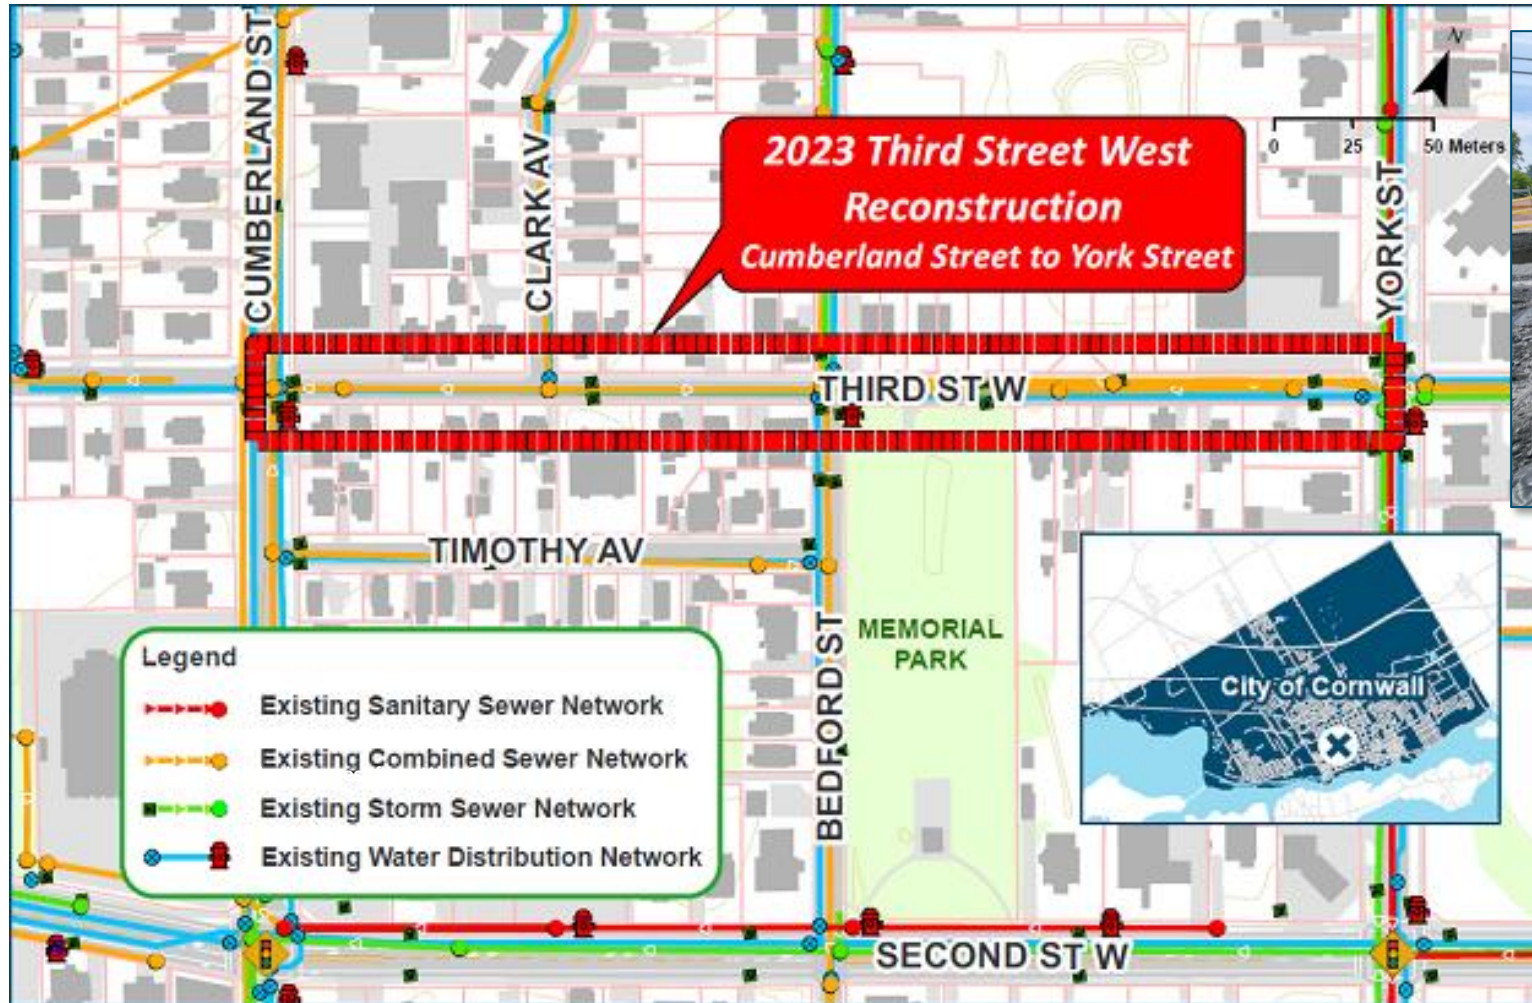 CUMBERLAND ST
CLARK AV
2023 Third Street West
Reconstruction
Cumberland Street to York Street
N
0 25 50 Meters
YORK ST
THIRD ST W
TIMOTHY AV
BEDFORD ST
MEMORIAL
PARK
Legend
Existing Sanitary Sewer Network
Existing Combined Sewer Network
Existing Storm Sewer Network
Existing Water Distribution Network
City of Cornwall
SECOND ST W